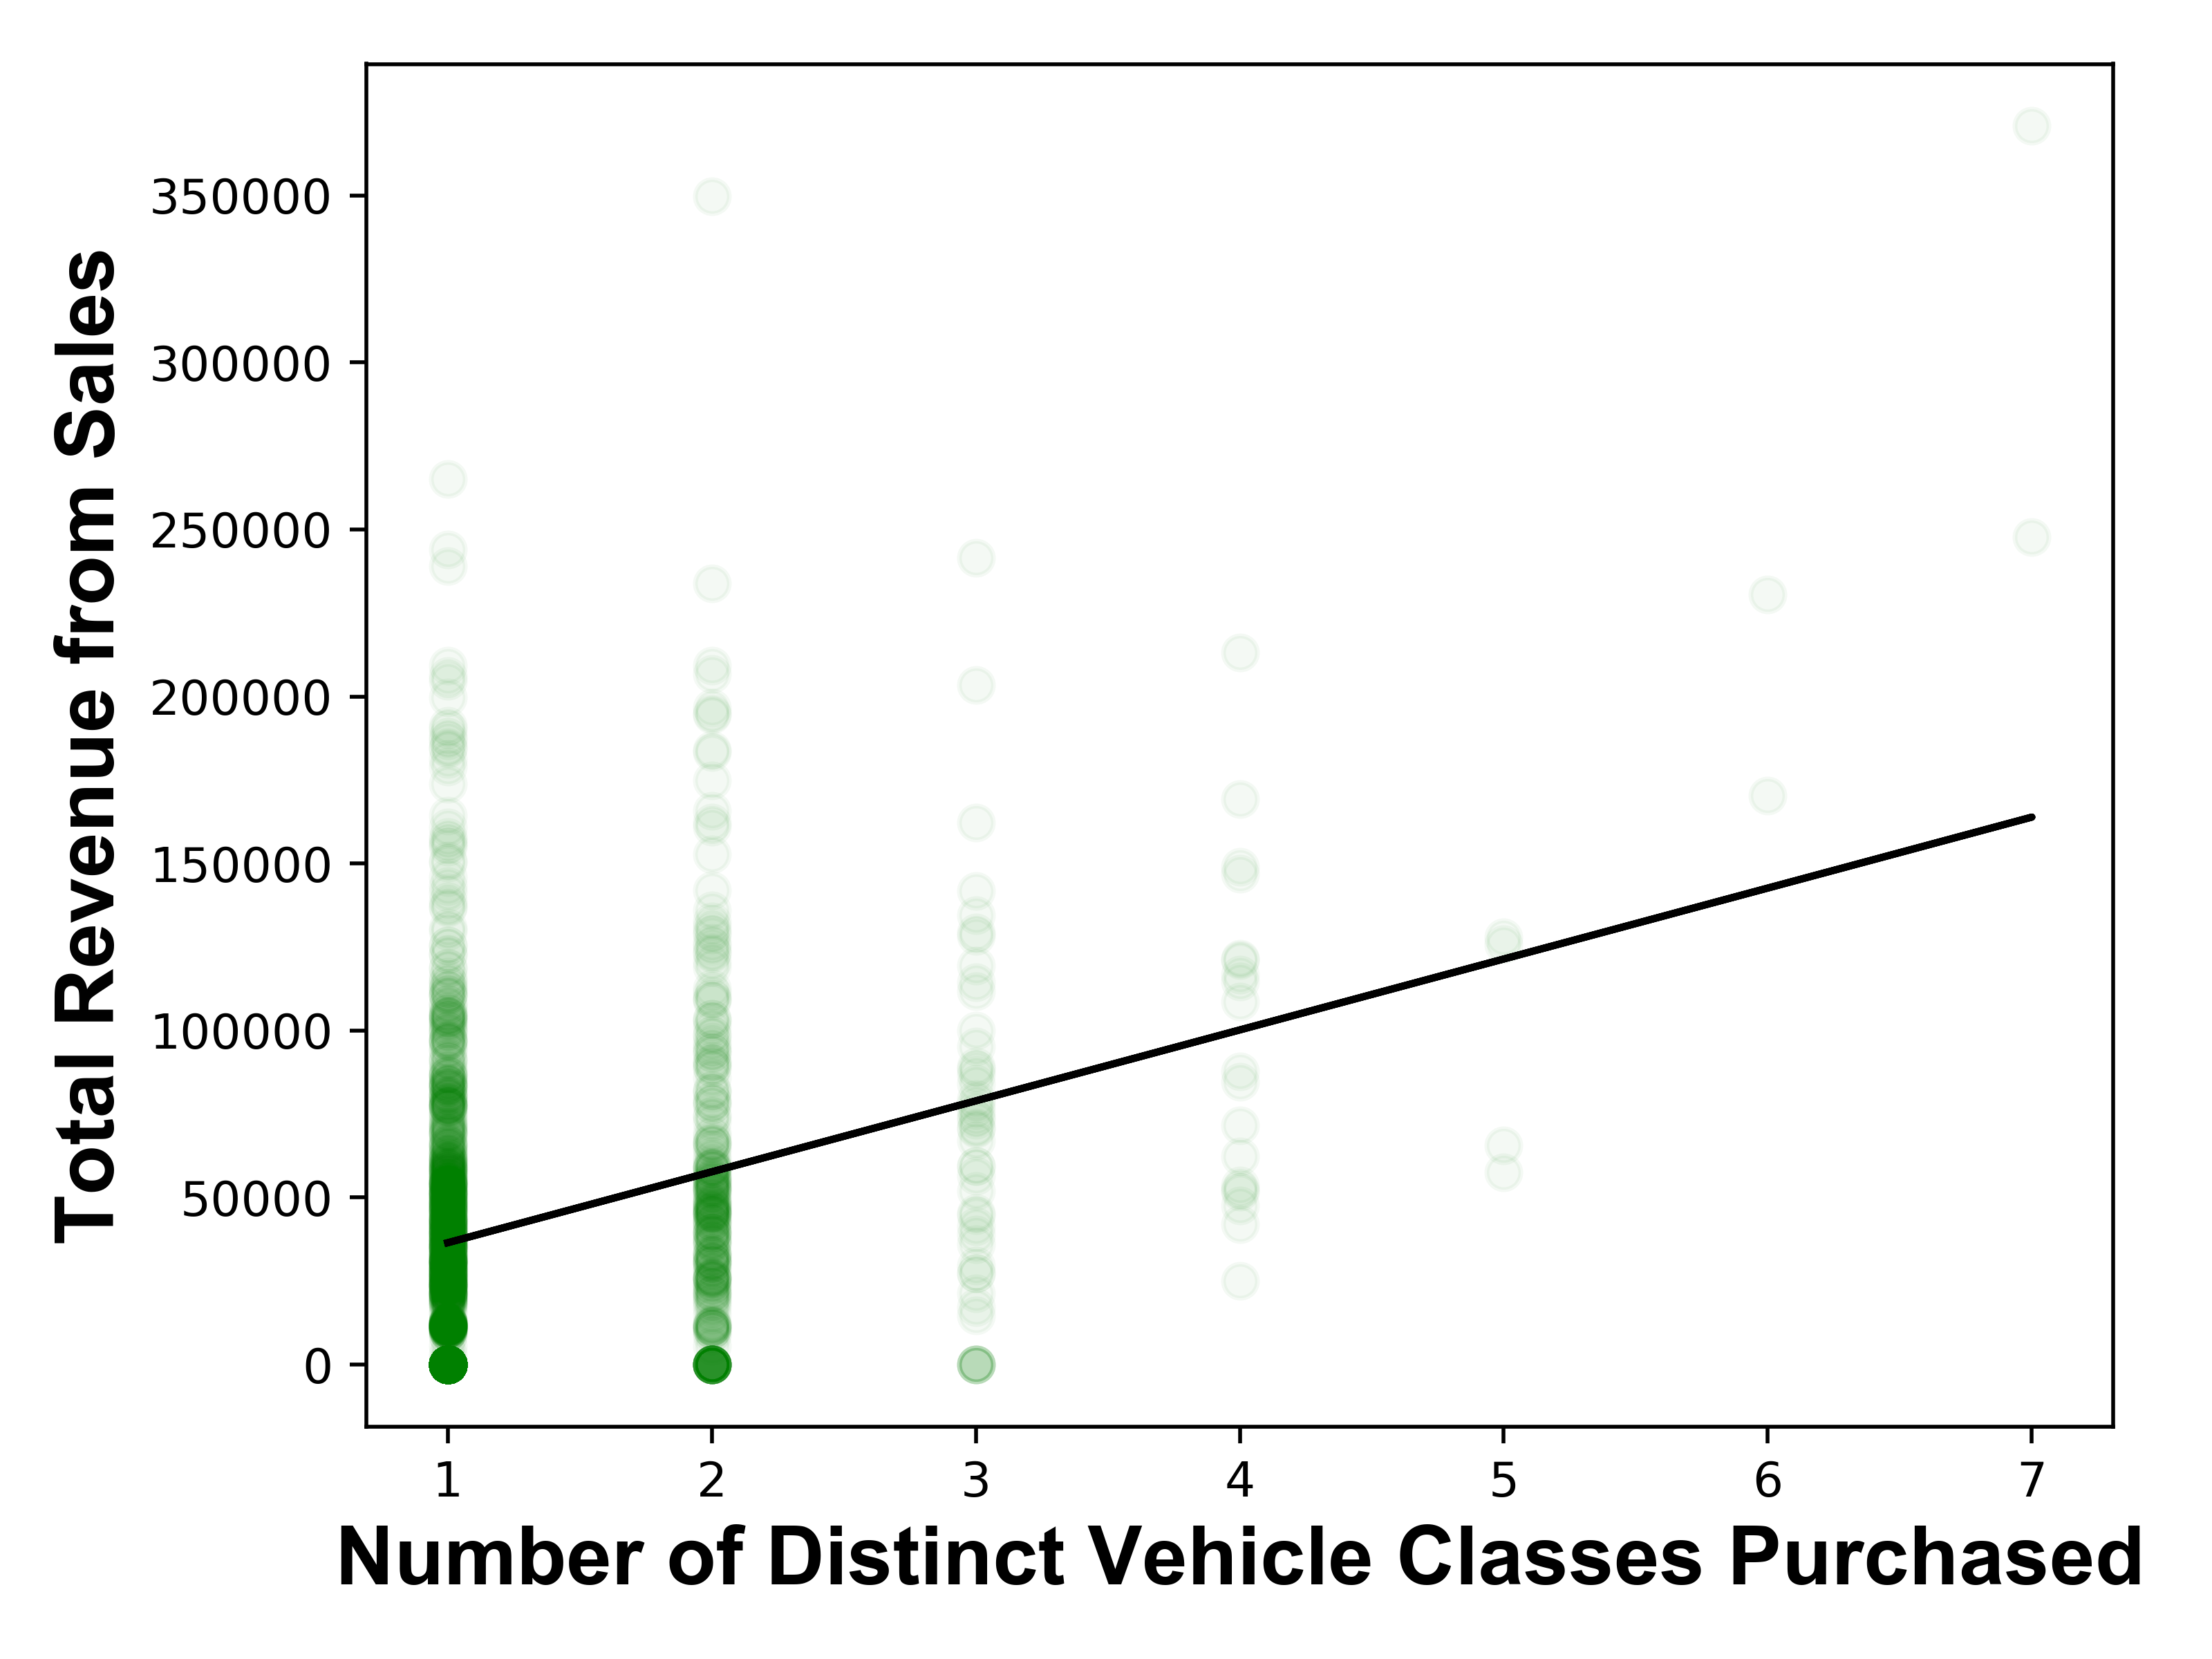 Total Revenue from Sales
350000
300000
250000
200000
150000
100000
50000
0
1 2 3 4 5 6 7
Number of Distinct Vehicle Classes Purchased